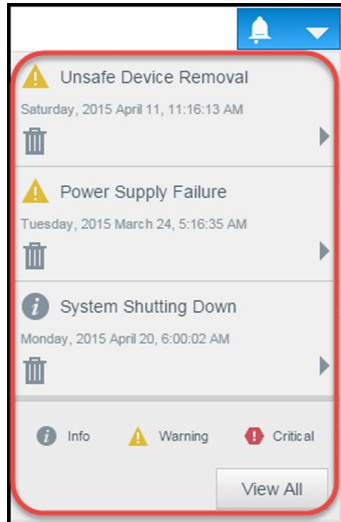 Unsafe Device Removal
Saturday, 2015 April 11, 11:16:13 AM
Power Supply Failure
Tuesday, 2015 March 24, 5:16:35 AM
System Shutting Down
Monday, 2015 April 20, 6:00:02 AM
Info Warning Critical
View All